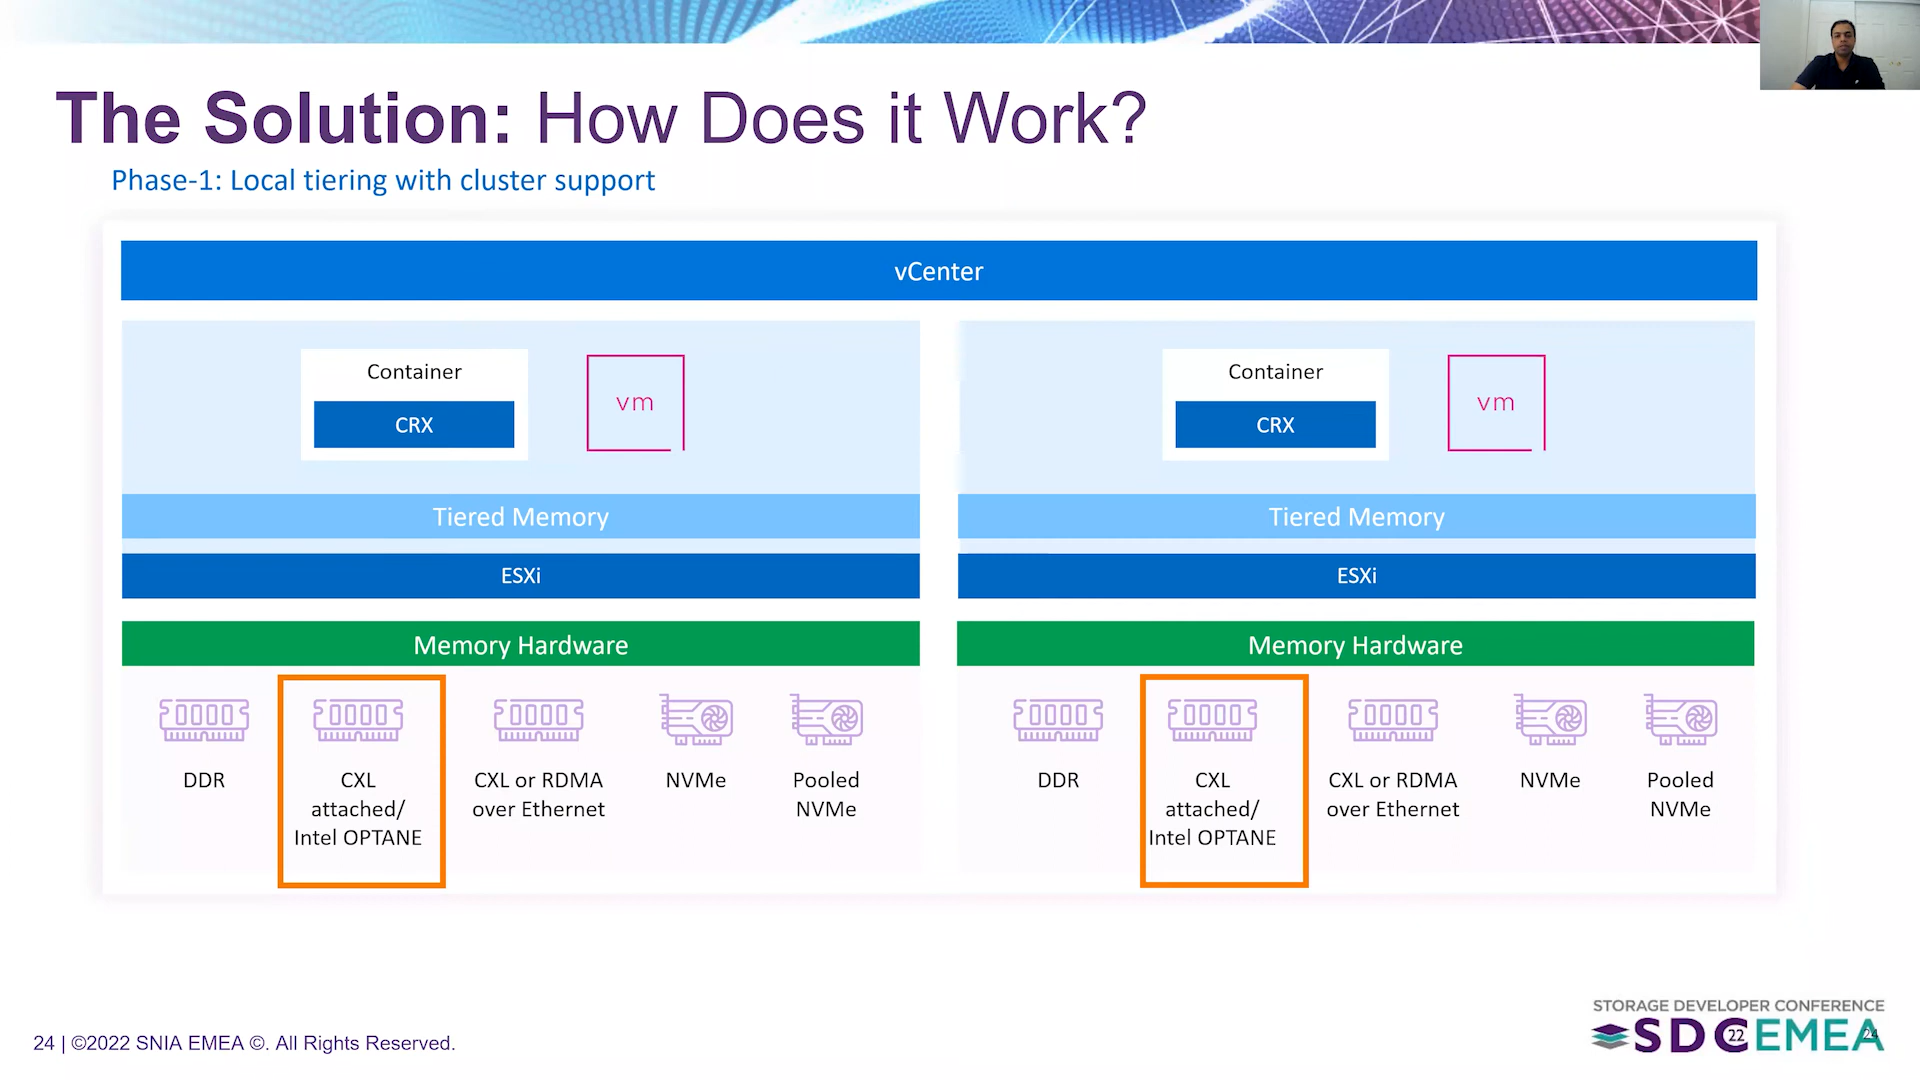 The Solution: How Does it Work?
Phase-1: Local tiering with cluster support
vCenter
Container
CRX
vm
Container
CRX
vm
Tiered Memory
Tiered Memory
ESXi
ESXi
Memory Hardware
Memory Hardware
DDR
CXL
attached/
Intel OPTANE
CXL or RDMA
over Ethernet
NVMe
Pooled
NVMe
DDR
CXL
attached/
Intel OPTANE
CXL or RDMA
over Ethernet
NVMe
Pooled
NVMe
24 | ©2022 SNIA EMEA ©. All Rights Reserved.
STORAGE DEVELOPER CONFERENCE
SDC 22 EMEA
24